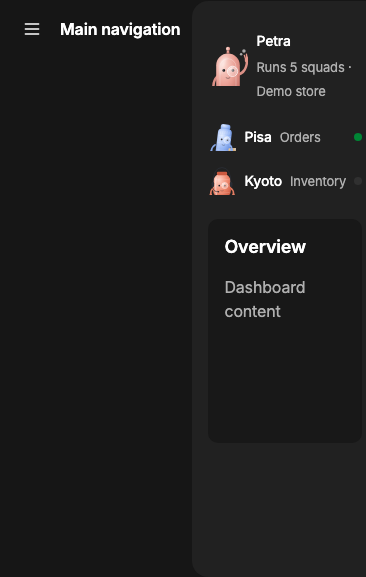 Main navigation
Petra
Runs 5 squads ·
Demo store
Pisa Orders
Kyoto Inventory
Overview
Dashboard
content